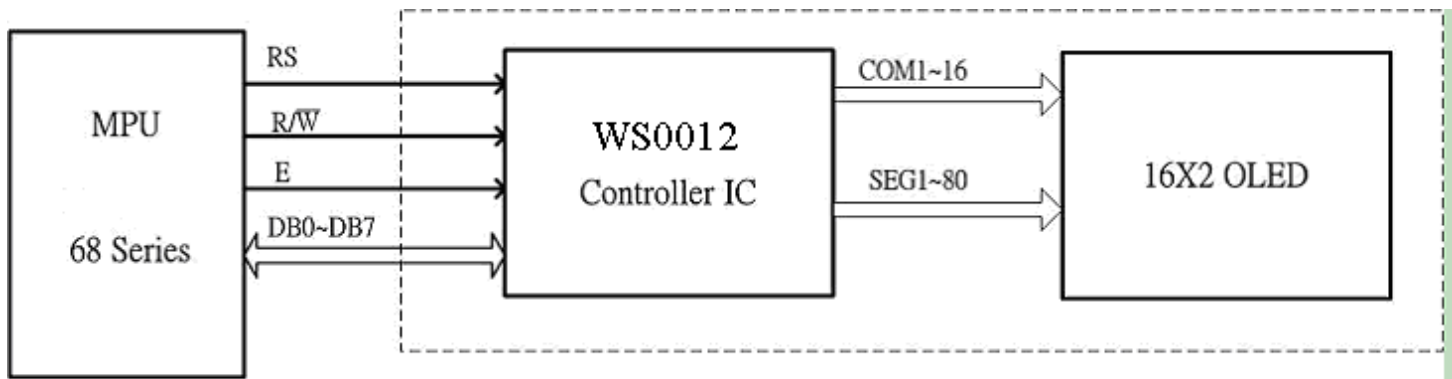 MPU
68 Series
RS
R/W̅
E
DB0~DB7
WS0012
Controller IC
COM1~16
SEG1~80
16X2 OLED